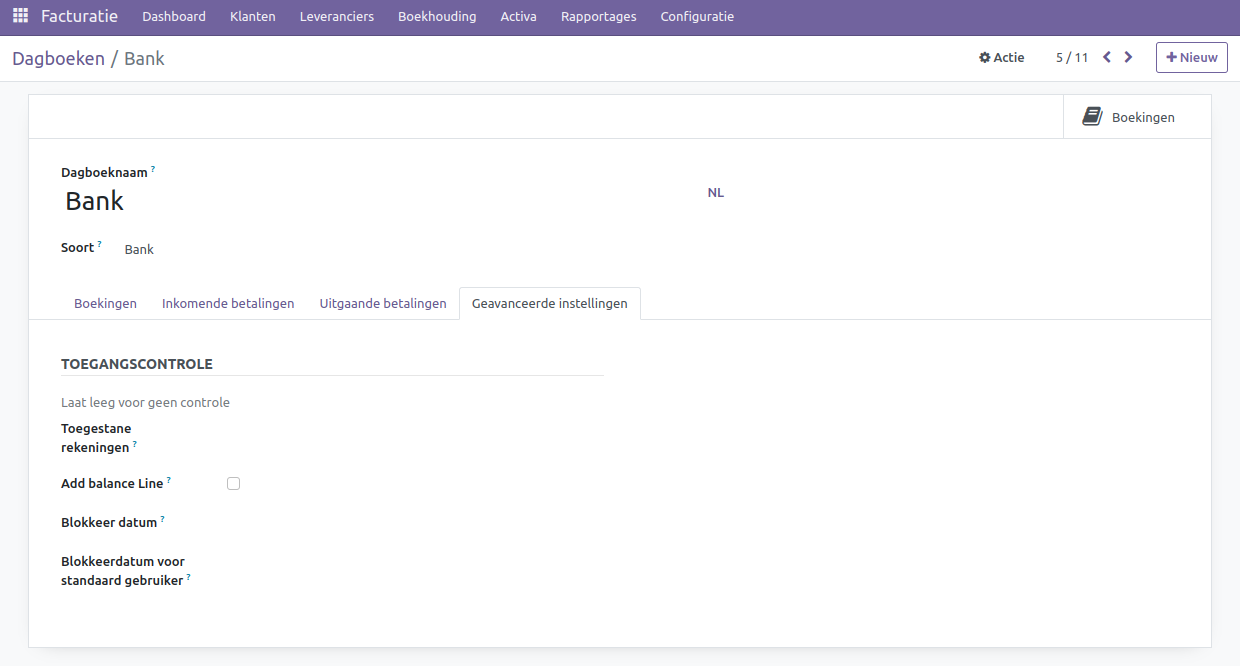 Facturatie Dashboard Klanten Leveranciers Boekhouding Activa Rapportages Configuratie
Dagboeken / Bank Actie 5 / 11 Nieuw
Boekingen
Dagboeknaam ?
Bank NL
Soort ? Bank
Boekingen Inkomende betalingen Uitgaande betalingen Geavanceerde instellingen
TOEGANGSCONTROLE
Laat leeg voor geen controle
Toegestane
rekeningen ?
Add balance Line ?
Blokkeer datum ?
Blokkeerdatum voor
standaard gebruiker ?